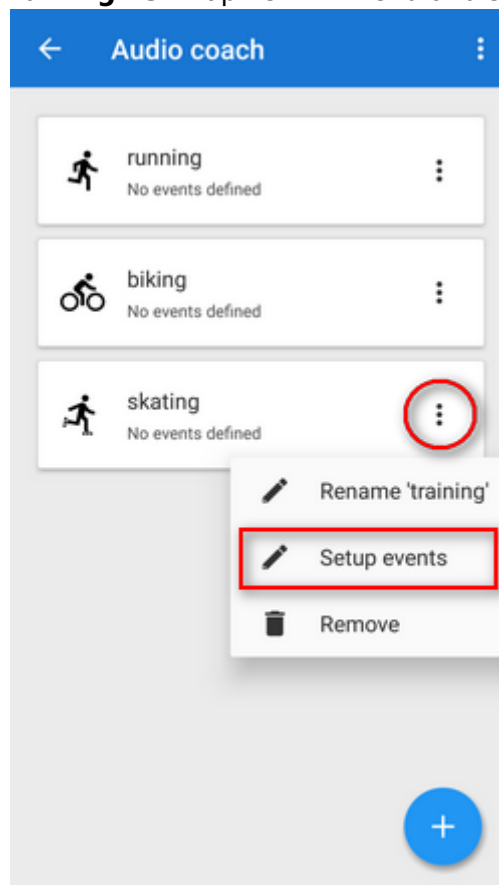 Audio coach
running
No events defined
biking
No events defined
skating
No events defined
Rename 'training'
Setup events
Remove